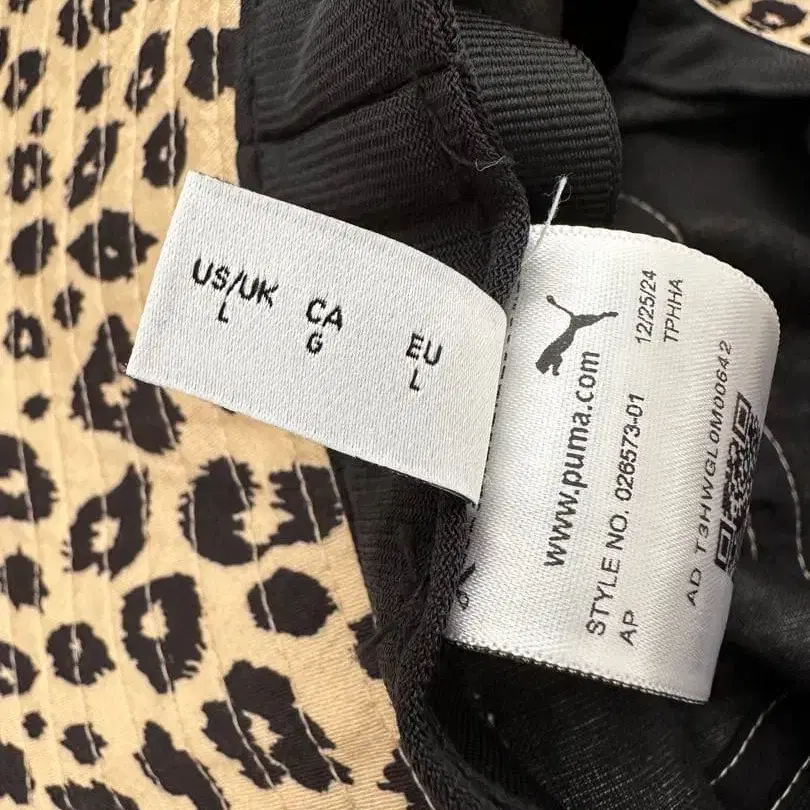 US/UK CA EU
L G L
www.puma.com
STYLE NO. 026573-01
AP
12/25/24
TPHHA
AD T3HWGL0M00642